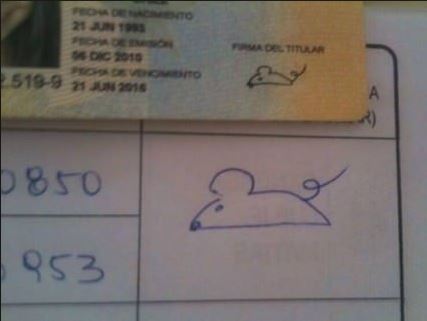 FECHA DE NACIMIENTO
21 JUN 1993
FECHA DE EMISIÓN
06 DIC 2010
FECHA DE VENCIMIENTO
21 JUN 2016
FIRMA DEL TITULAR
2.519-9
A
R)
0850
953